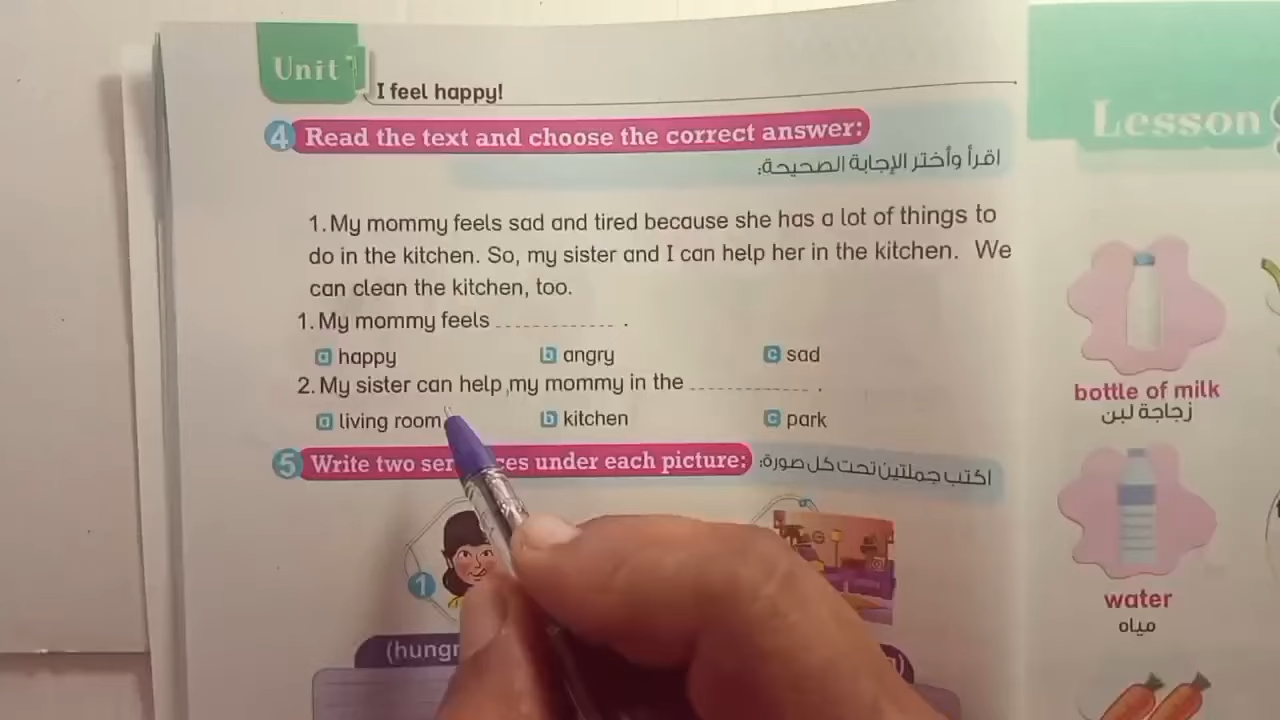 Unit 1
I feel happy!
4 Read the text and choose the correct answer:
اقرأ وأختر الإجابة الصحيحة:
1. My mommy feels sad and tired because she has a lot of things to
do in the kitchen. So, my sister and I can help her in the kitchen. We
can clean the kitchen, too.
1. My mommy feels ............. .
a happy b angry c sad
2. My sister can help my mommy in the ............. .
a living room b kitchen c park
5 Write two sentences under each picture: اكتب جملتين تحت كل صورة:
1
(hungr
Lesson
bottle of milk
زجاجة لبن
water
مياه